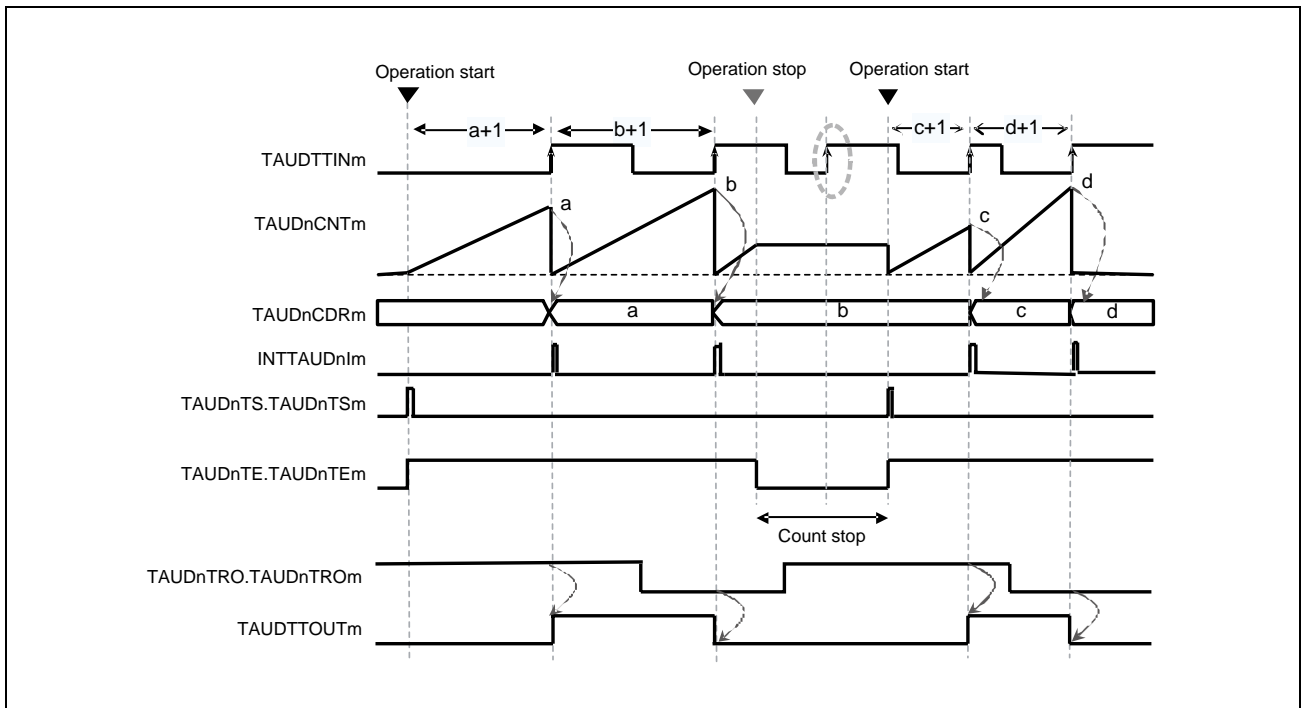 Operation start
Operation stop
Operation start
a+1
b+1
c+1
d+1
TAUDTTINm
a
b
c
d
TAUDnCNTm
TAUDnCDRm
a
b
c
d
INTTAUDnIm
TAUDnTS.TAUDnTSm
TAUDnTE.TAUDnTEm
Count stop
TAUDnTRO.TAUDnTROm
TAUDTTOUTm